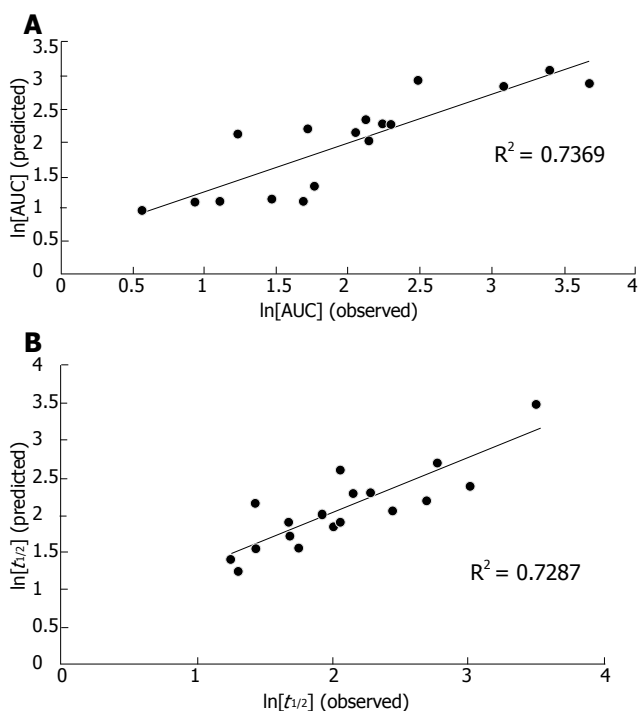 A
3.5
3
2.5
2
1.5
1
0.5
0
ln[AUC] (predicted)
R² = 0.7369
0 0.5 1 1.5 2 2.5 3 3.5 4
ln[AUC] (observed)
B
4
3.5
3
2.5
2
1.5
1
0.5
0
ln[t1/2] (predicted)
R² = 0.7287
0 1 2 3 4
ln[t1/2] (observed)